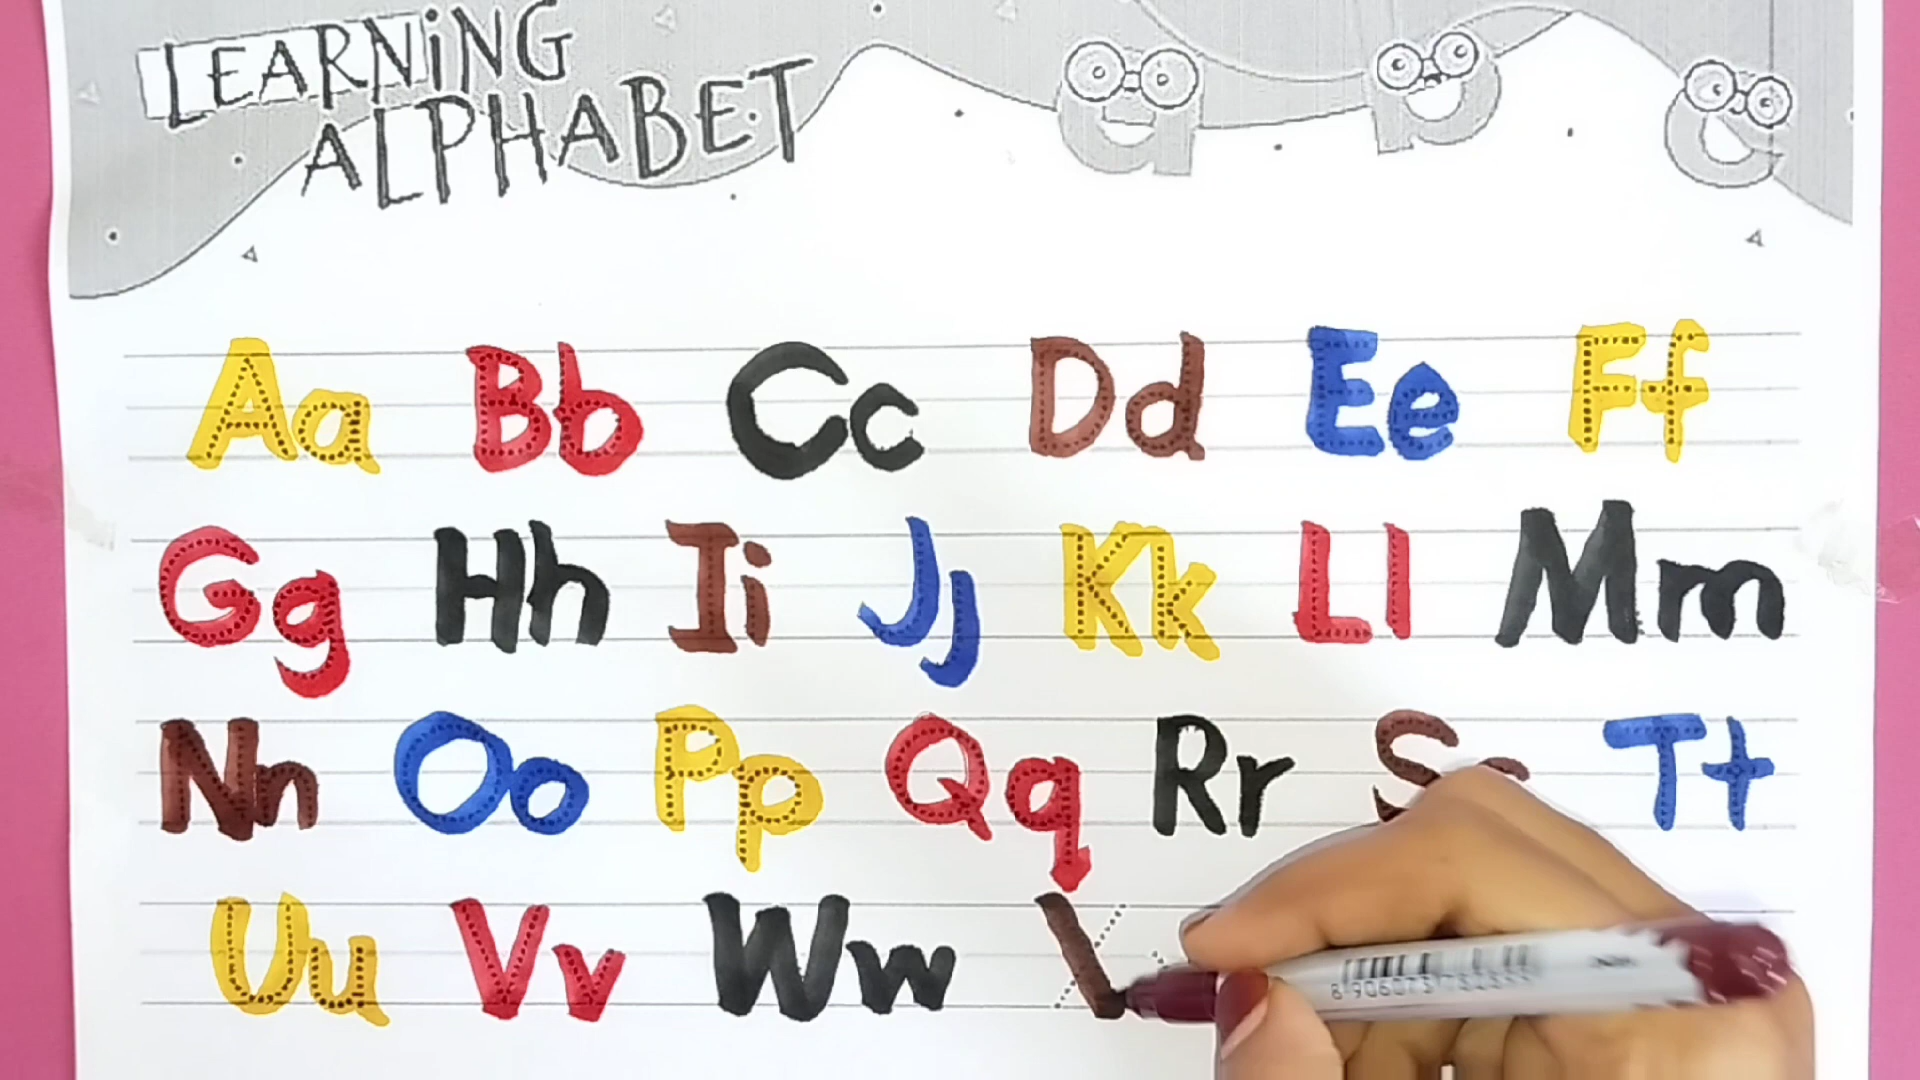 LEARNiNG
ALPHABET
Aa Bb Cc Dd Ee Ff
Gg Hh Ii Jj Kk Ll Mm
Nn Oo Pp Qq Rr S Tt
Uu Vv Ww X